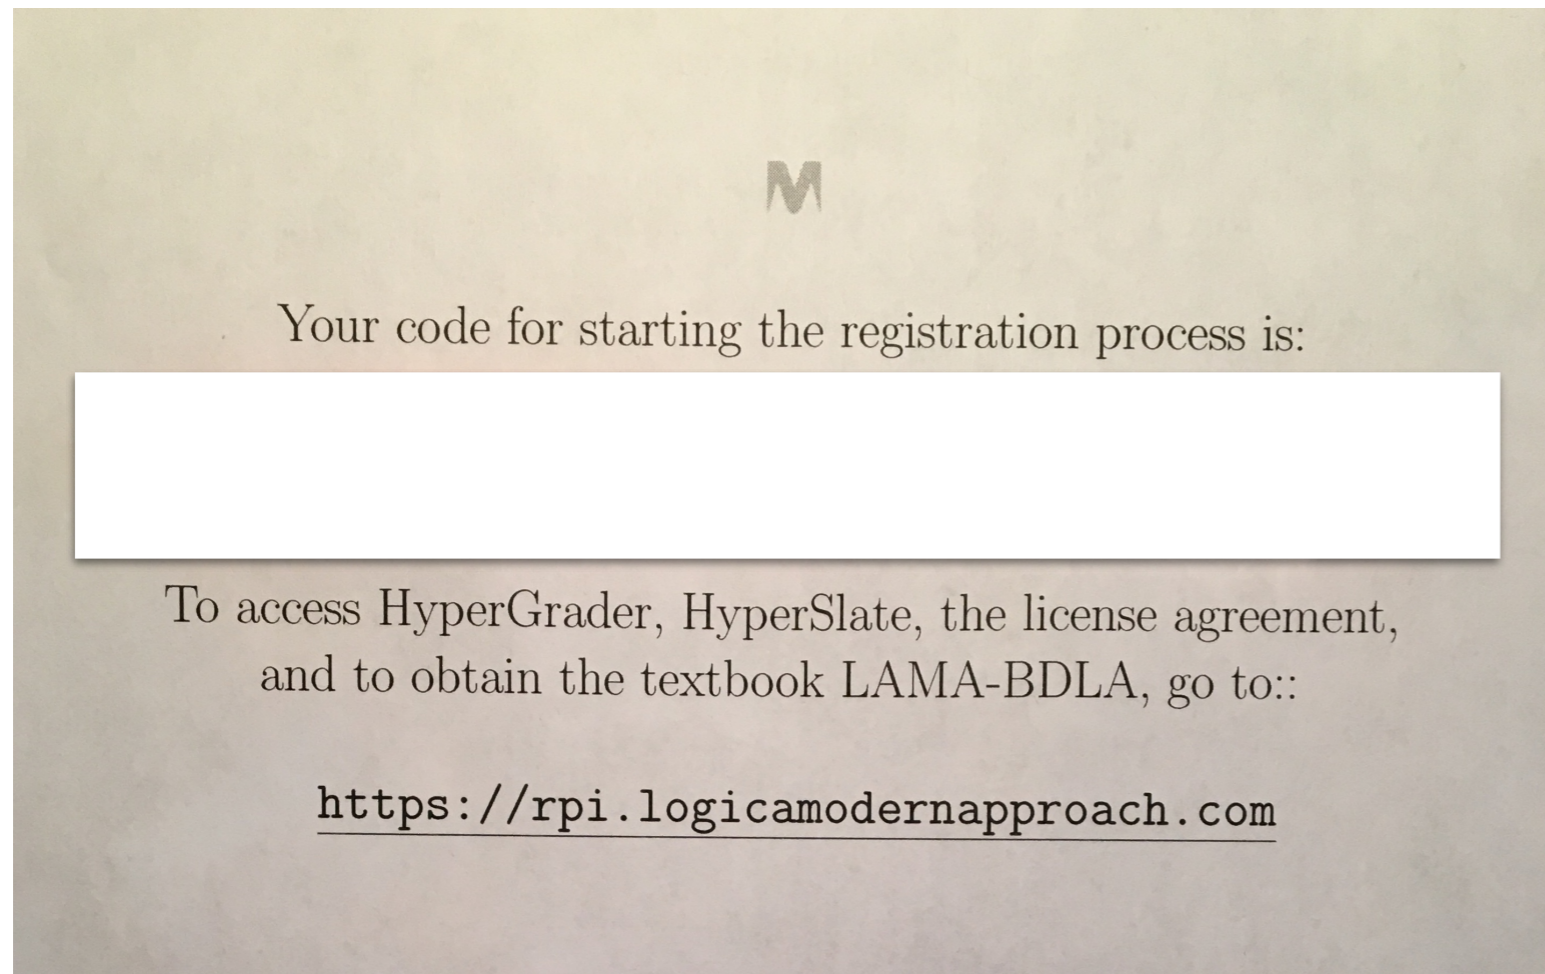 M
Your code for starting the registration process is:
To access HyperGrader, HyperSlate, the license agreement,
and to obtain the textbook LAMA-BDLA, go to::
https://rpi.logicamodernapproach.com